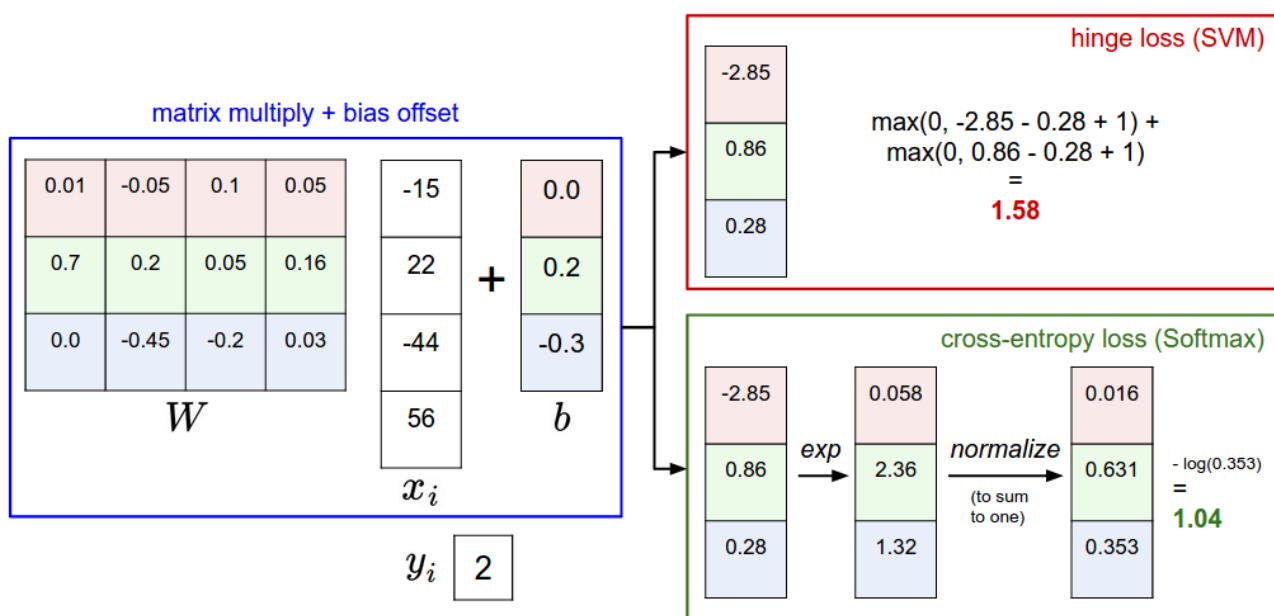 matrix multiply + bias offset
0.01 -0.05 0.1 0.05
0.7 0.2 0.05 0.16
0.0 -0.45 -0.2 0.03
W
-15
22
-44
56
x_i
+
0.0
0.2
-0.3
b
y_i 2
hinge loss (SVM)
-2.85
0.86
0.28
max(0, -2.85 - 0.28 + 1) +
max(0, 0.86 - 0.28 + 1)
=
1.58
cross-entropy loss (Softmax)
-2.85
0.86
0.28
exp
0.058
2.36
1.32
normalize
(to sum
to one)
0.016
0.631
0.353
- log(0.353)
=
1.04